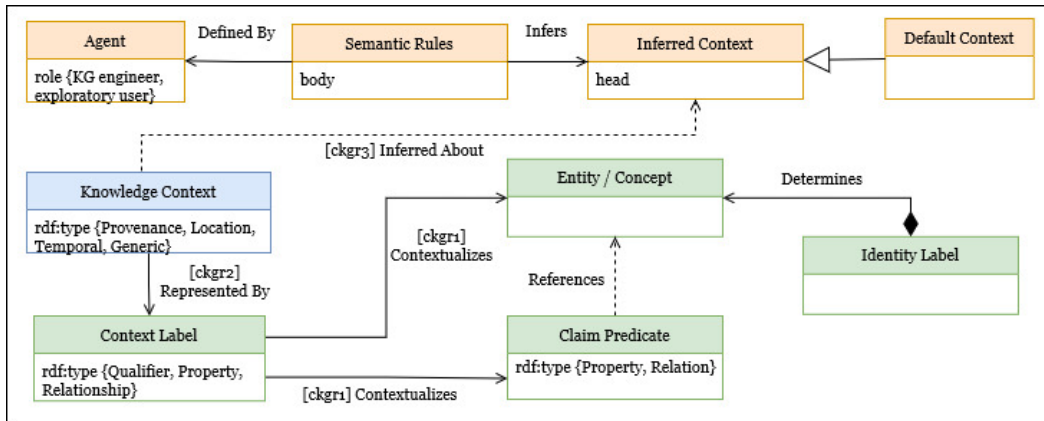 Agent
role {KG engineer,
exploratory user}
Defined By
Semantic Rules
body
Infers
Inferred Context
head
Default Context
[ckgr3] Inferred About
Knowledge Context
rdf:type {Provenance, Location,
Temporal, Generic}
[ckgr2]
Represented By
[ckgr1]
Contextualizes
Entity / Concept
Determines
Identity Label
References
Context Label
rdf:type {Qualifier, Property,
Relationship}
[ckgr1] Contextualizes
Claim Predicate
rdf:type {Property, Relation}